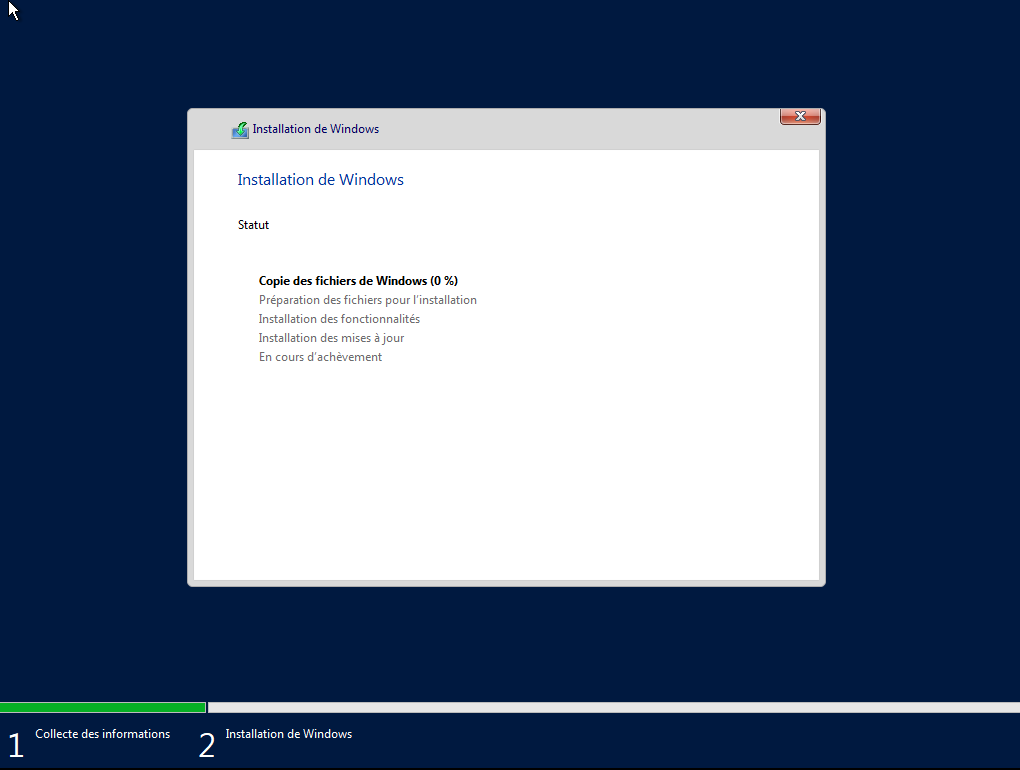 Installation de Windows
Installation de Windows
Statut
Copie des fichiers de Windows (0 %)
Préparation des fichiers pour l’installation
Installation des fonctionnalités
Installation des mises à jour
En cours d’achèvement
1 Collecte des informations 2 Installation de Windows